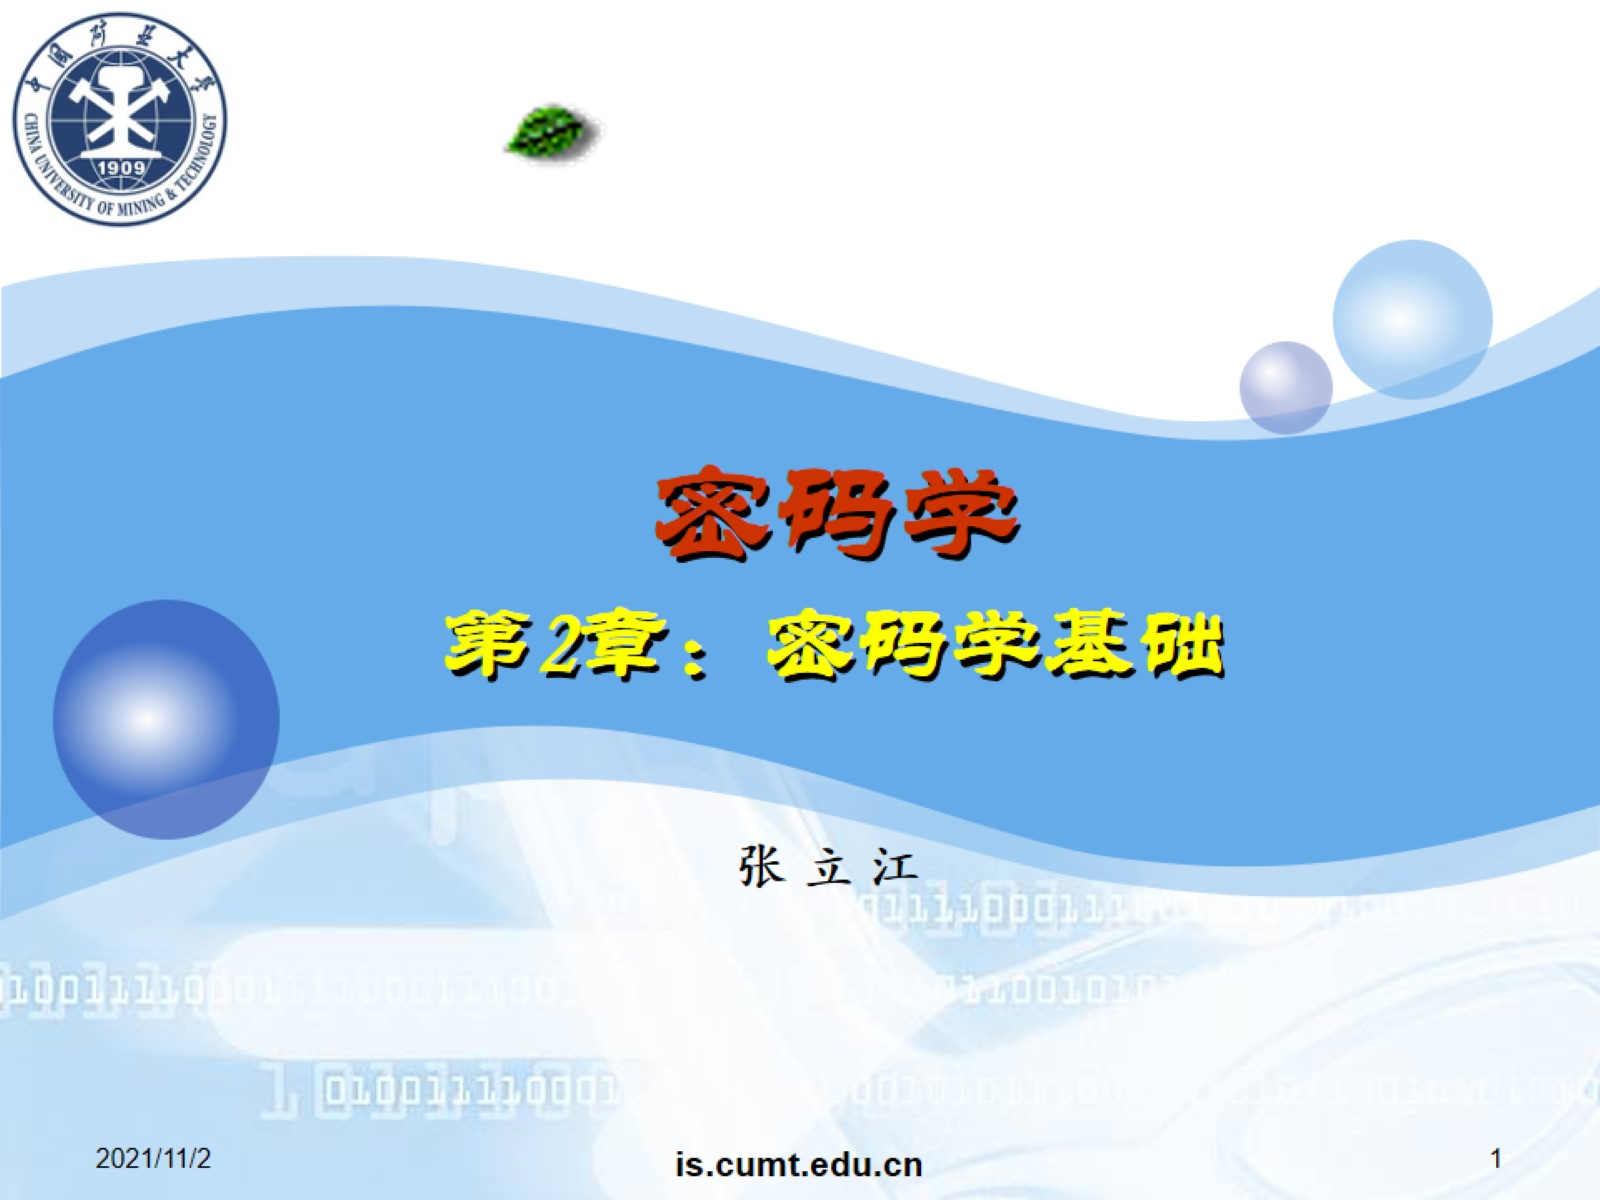 中国矿业大学
CHINA UNIVERSITY OF MINING & TECHNOLOGY
1909
密码学
第2章：密码学基础
张立江
2021/11/2
is.cumt.edu.cn
1